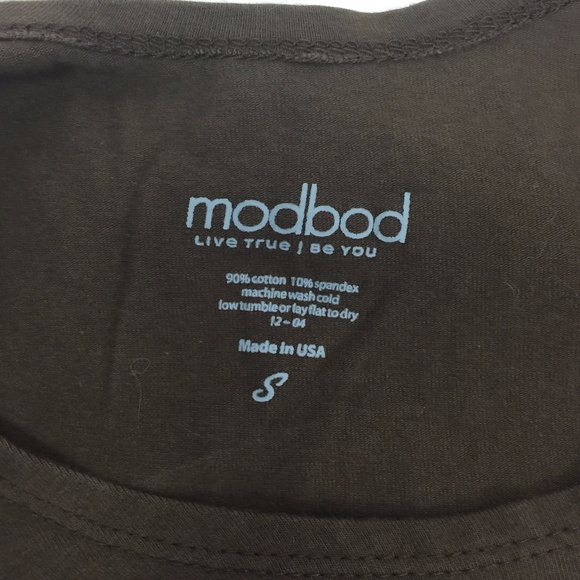 modbod
Live True | Be You
90% cotton 10% spandex
machine wash cold
low tumble or lay flat to dry
12-04
Made in USA
S